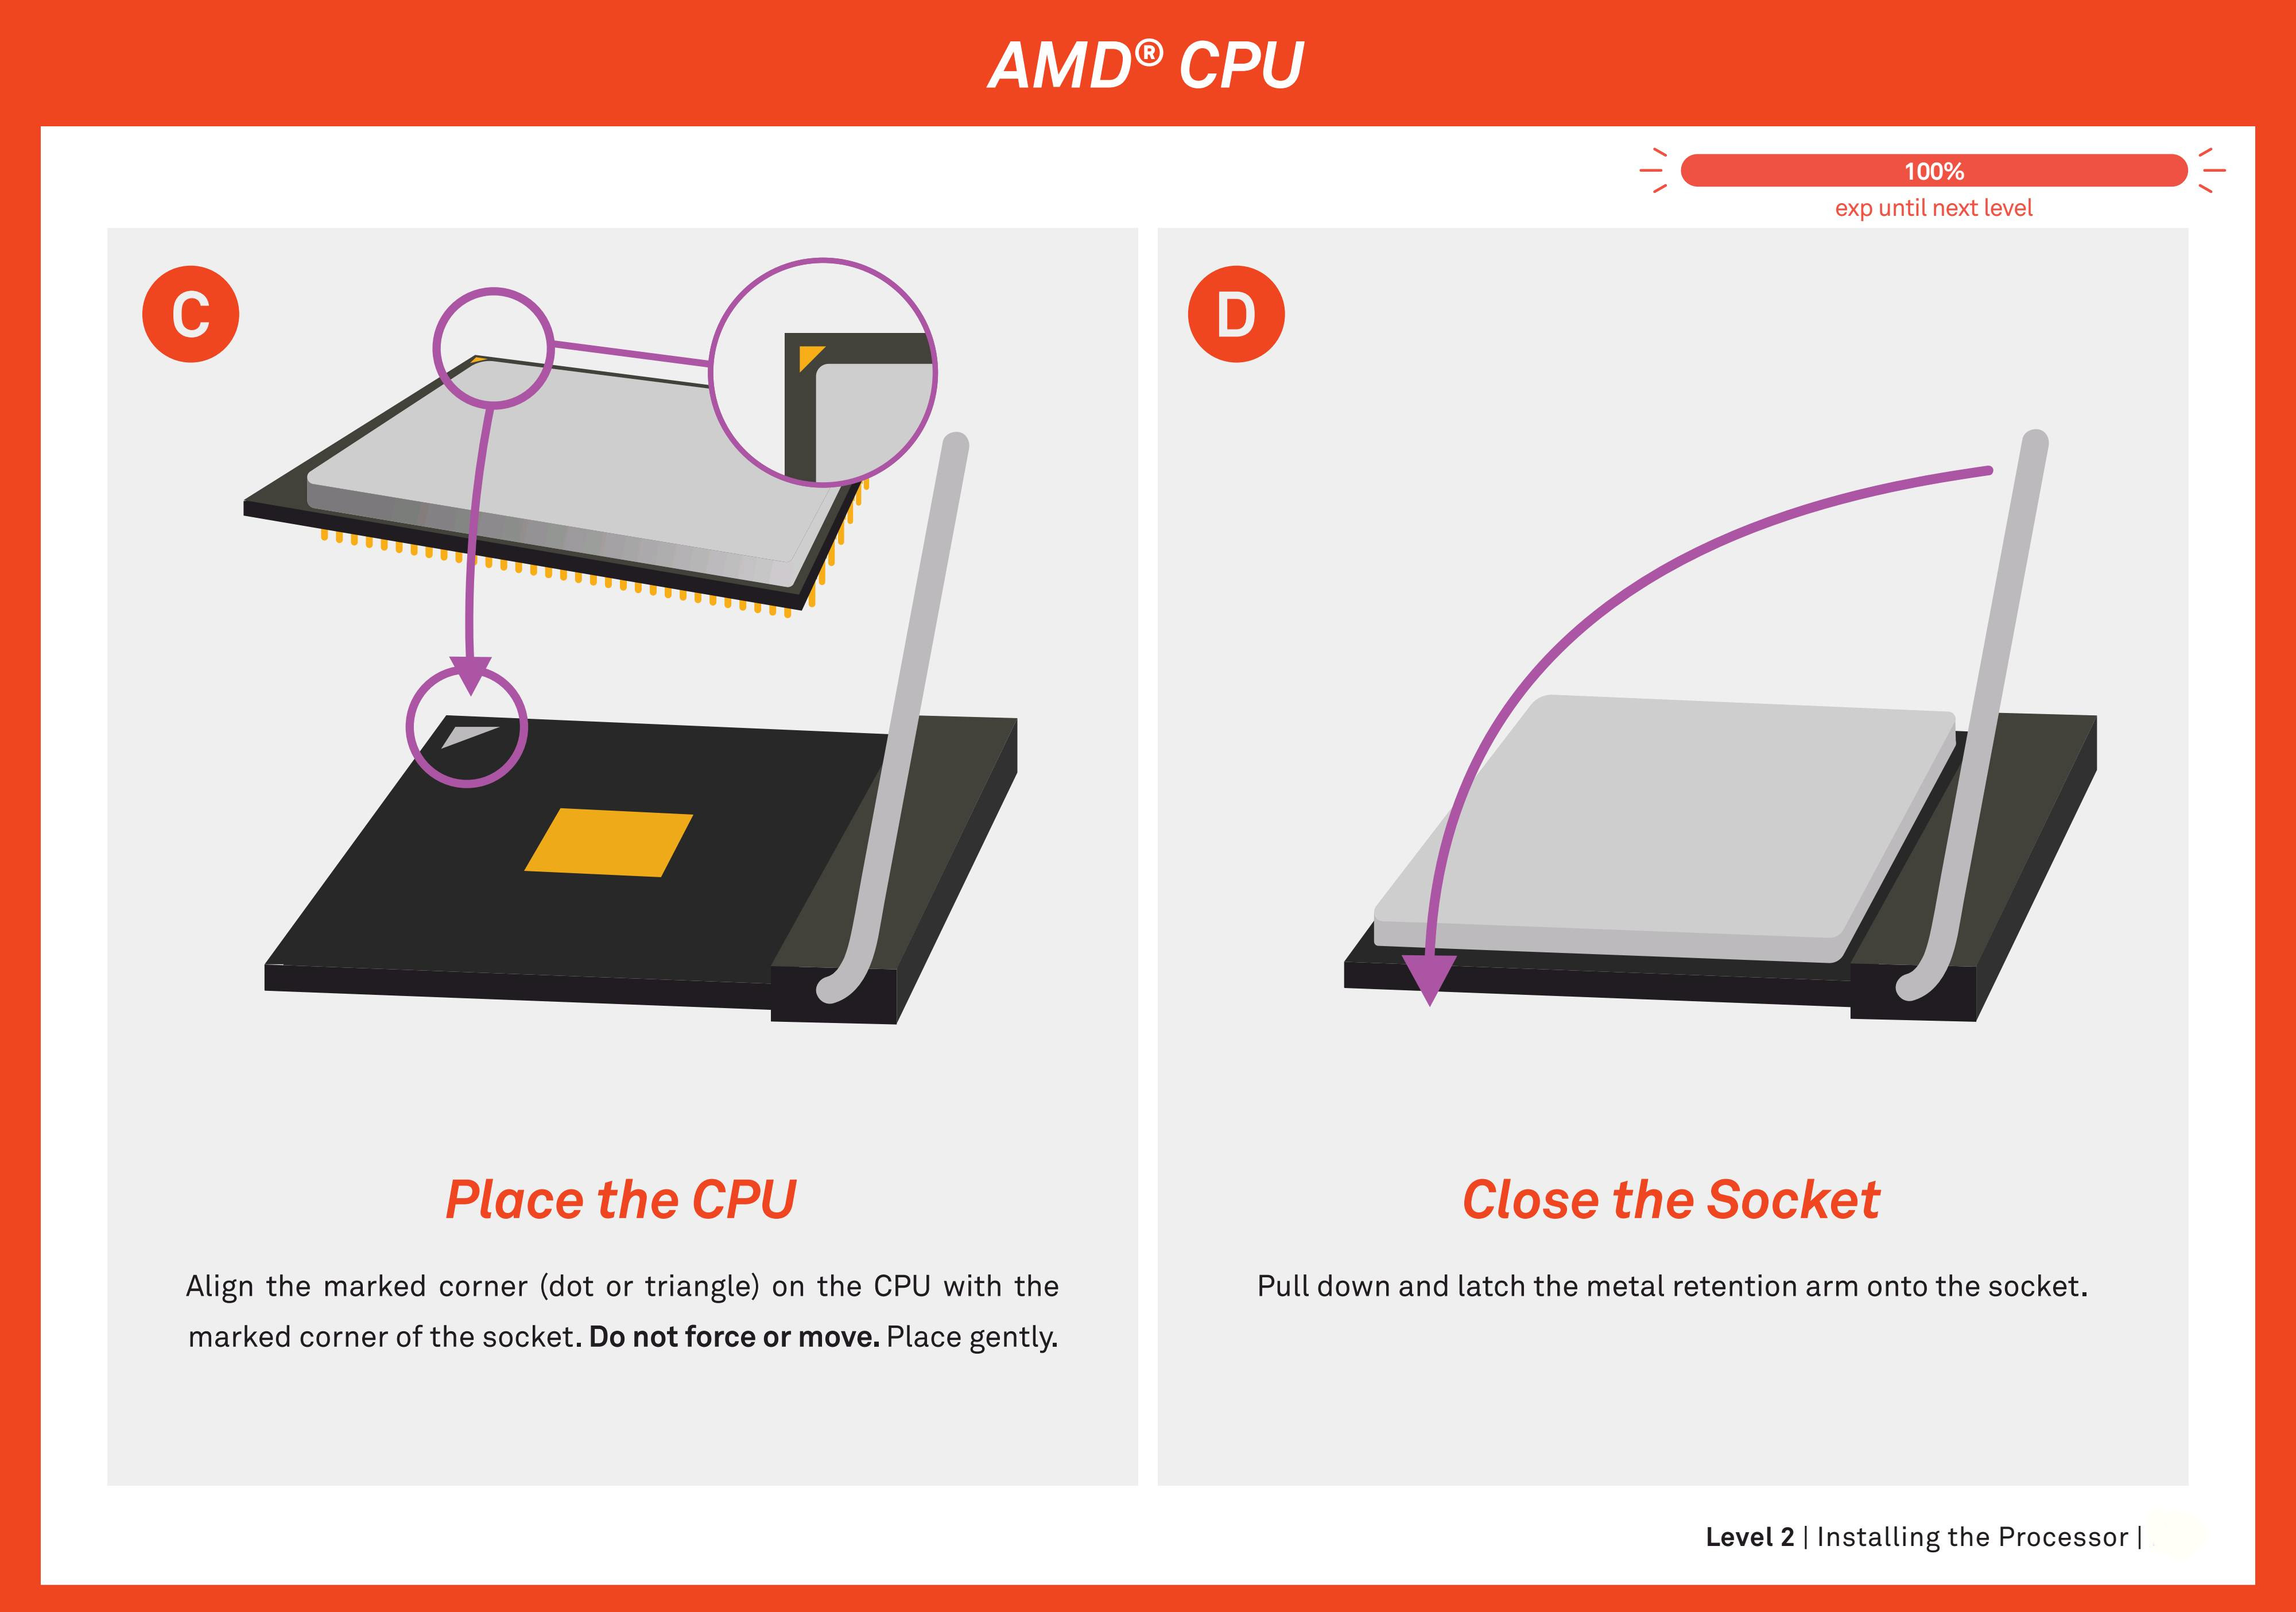 AMD® CPU
100%
exp until next level
C
Place the CPU
Align the marked corner (dot or triangle) on the CPU with the
marked corner of the socket. Do not force or move. Place gently.
D
Close the Socket
Pull down and latch the metal retention arm onto the socket.
Level 2 | Installing the Processor |